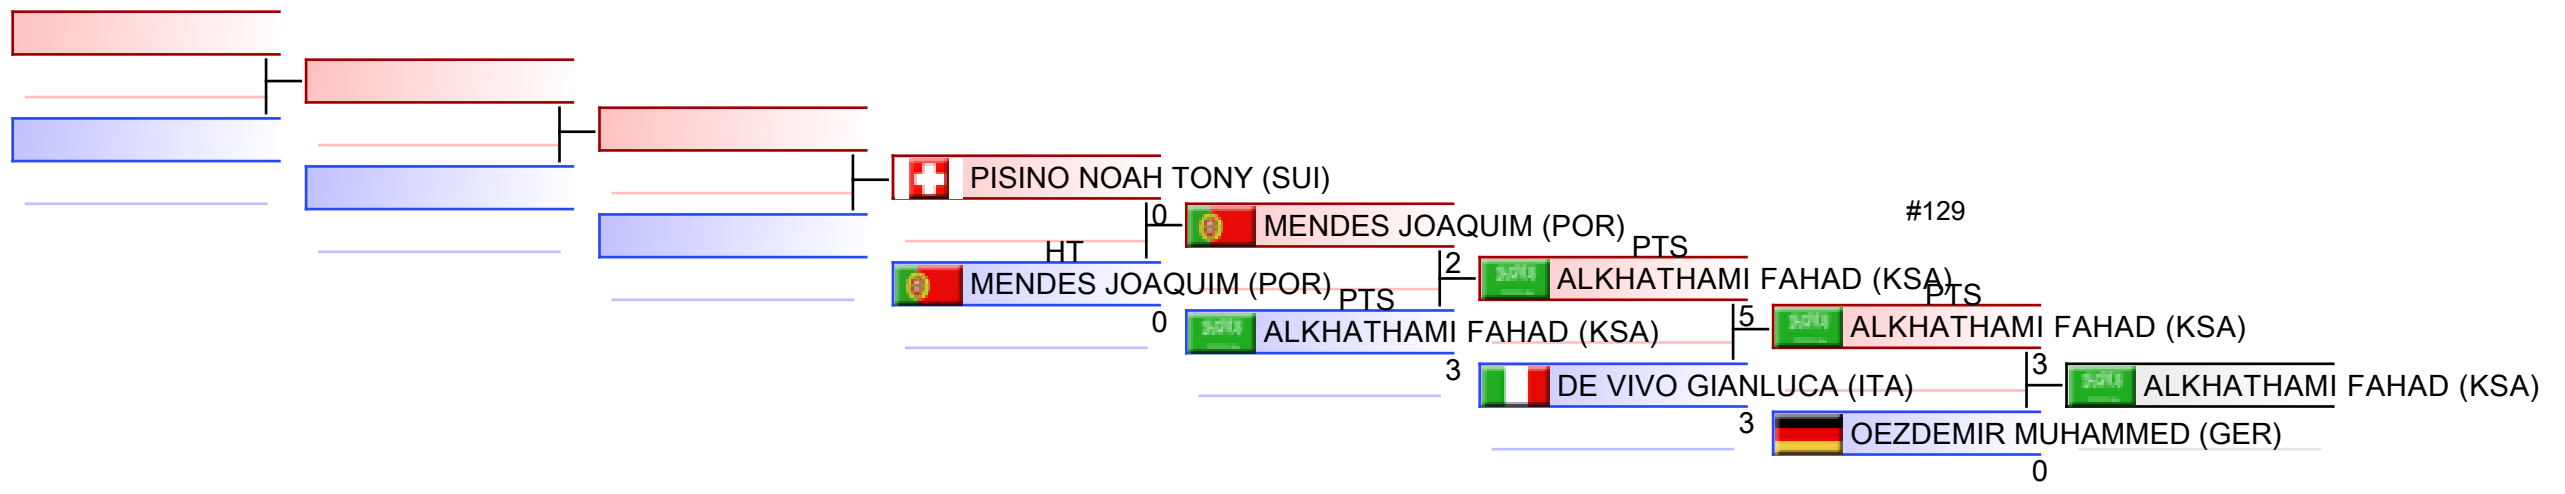 PISINO NOAH TONY (SUI)
#129
0
MENDES JOAQUIM (POR)
HT
PTS
2
MENDES JOAQUIM (POR)
ALKHATHAMI FAHAD (KSA)
PTS
PTS
0
ALKHATHAMI FAHAD (KSA)
5
ALKHATHAMI FAHAD (KSA)
3
3
DE VIVO GIANLUCA (ITA)
ALKHATHAMI FAHAD (KSA)
3
OEZDEMIR MUHAMMED (GER)
0